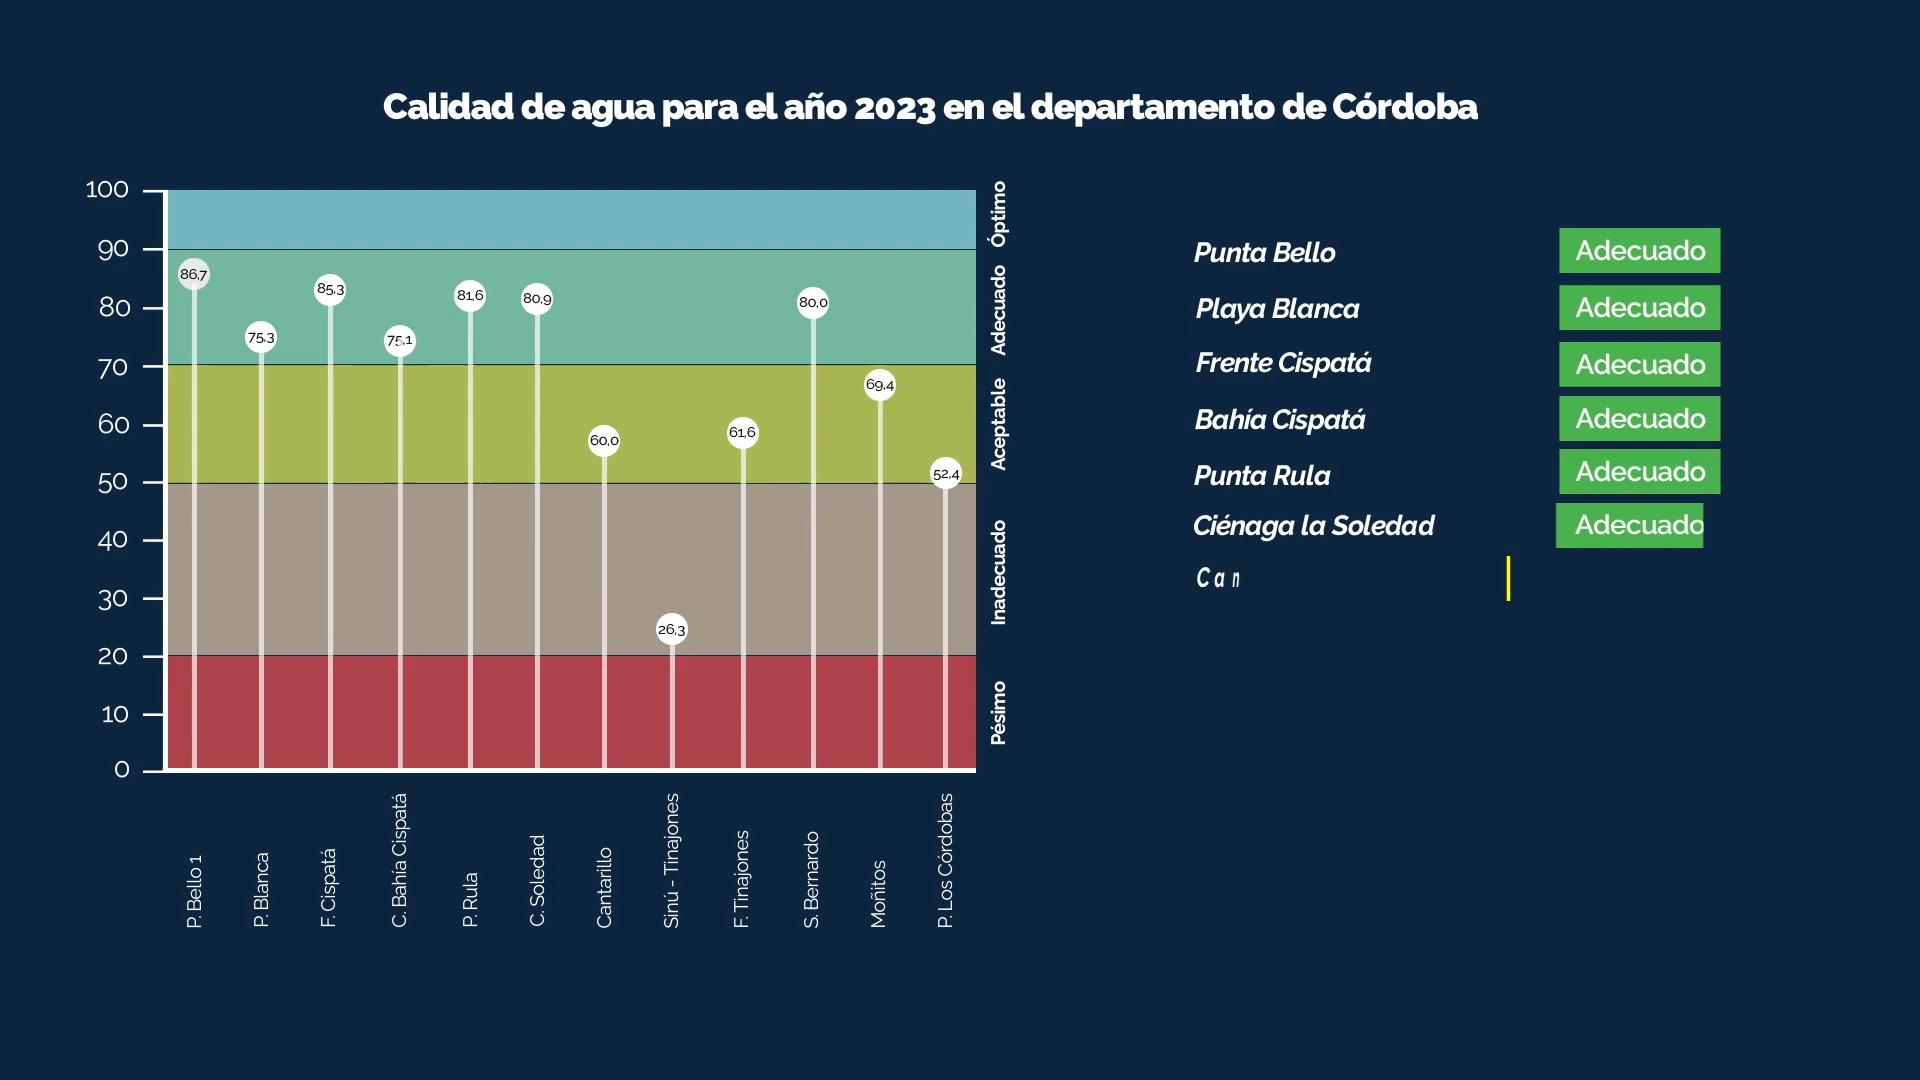 Calidad de agua para el año 2023 en el departamento de Córdoba
100
90
80
70
60
50
40
30
20
10
0
86,7
75,3
85,3
75,1
81,6
80,9
60,0
26,3
61,6
80,0
69,4
52,4
Óptimo
Adecuado
Aceptable
Inadecuado
Pésimo
P. Bello 1
P. Blanca
F. Cispatá
C. Bahía Cispatá
P. Rula
C. Soledad
Cantarillo
Sinú - Tinajones
F. Tinajones
S. Bernardo
Moñitos
P. Los Córdobas
Punta Bello Adecuado
Playa Blanca Adecuado
Frente Cispatá Adecuado
Bahía Cispatá Adecuado
Punta Rula Adecuado
Ciénaga la Soledad Adecuado
Can